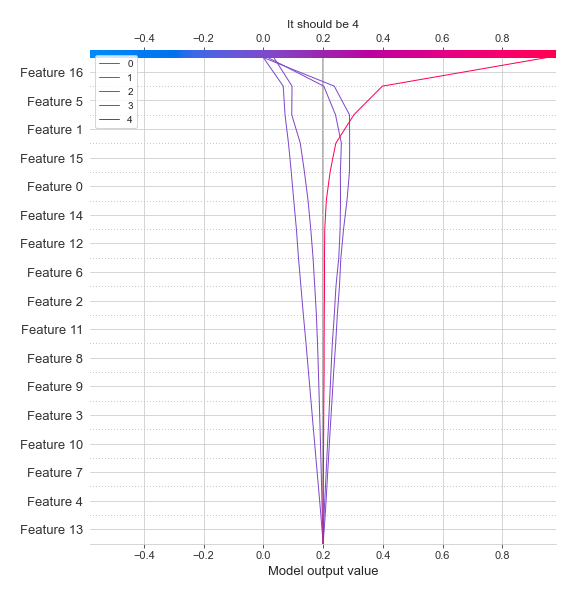 It should be 4
−0.4 −0.2 0.0 0.2 0.4 0.6 0.8
0
1
2
3
4
Feature 16
Feature 5
Feature 1
Feature 15
Feature 0
Feature 14
Feature 12
Feature 6
Feature 2
Feature 11
Feature 8
Feature 9
Feature 3
Feature 10
Feature 7
Feature 4
Feature 13
−0.4 −0.2 0.0 0.2 0.4 0.6 0.8
Model output value